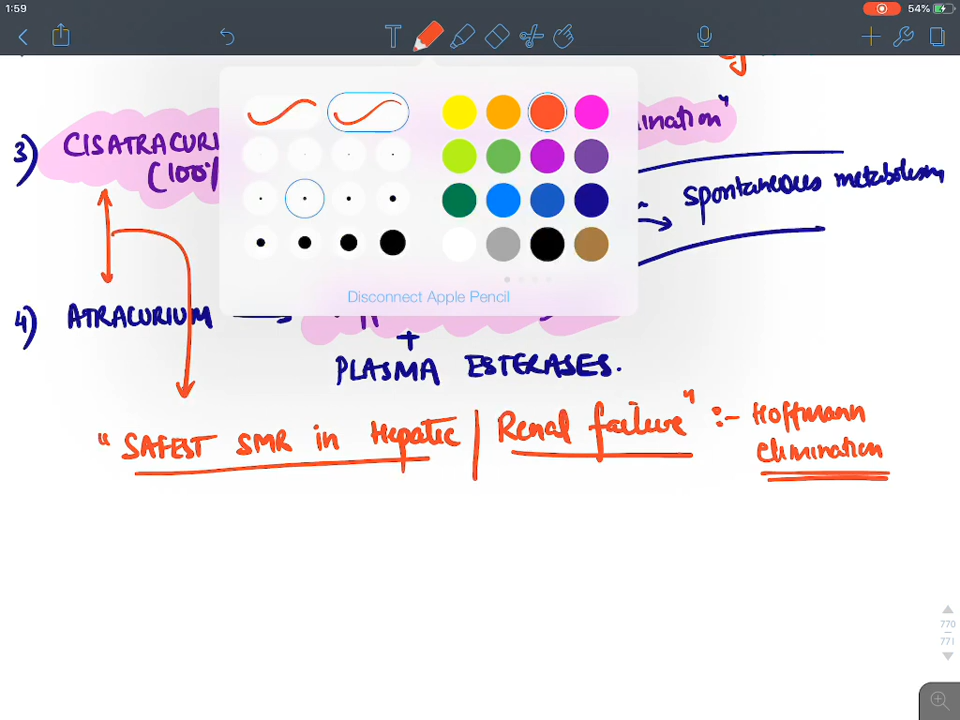 1:59
54%
T
3) CISATRACURI
(100%
mination"
spontaneous metabolism
Disconnect Apple Pencil
4) ATRACURIUM
+
PLASMA ESTERASES.
"SAFEST SMR in Hepatic | Renal failure" :- Hoffmann
elimination
770
771